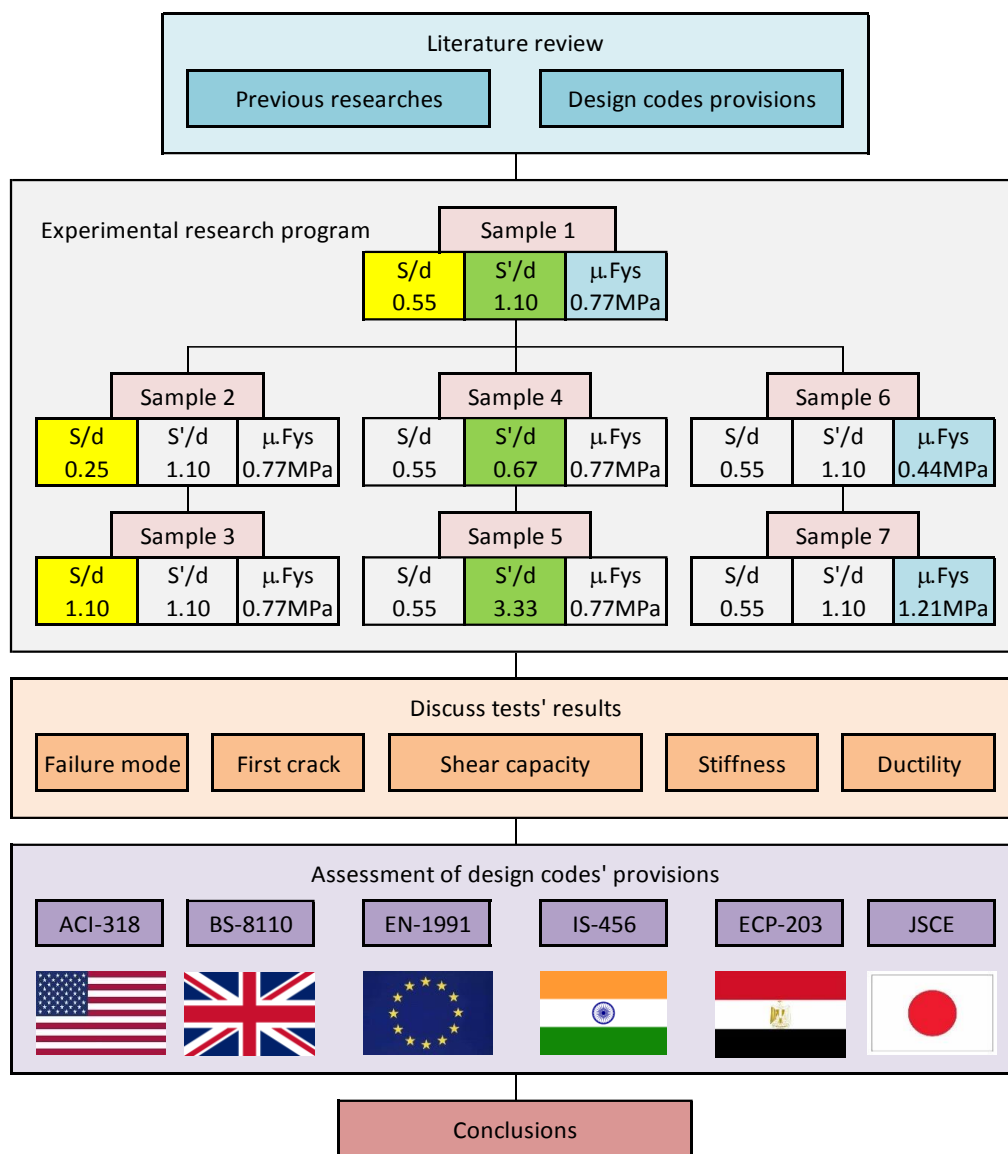 Literature review
Previous researches
Design codes provisions
Experimental research program
Sample 1
S/d S'/d μ.Fys
0.55 1.10 0.77MPa
Sample 2 Sample 4 Sample 6
S/d S'/d μ.Fys S/d S'/d μ.Fys S/d S'/d μ.Fys
0.25 1.10 0.77MPa 0.55 0.67 0.77MPa 0.55 1.10 0.44MPa
Sample 3 Sample 5 Sample 7
S/d S'/d μ.Fys S/d S'/d μ.Fys S/d S'/d μ.Fys
1.10 1.10 0.77MPa 0.55 3.33 0.77MPa 0.55 1.10 1.21MPa
Discuss tests' results
Failure mode First crack Shear capacity Stiffness Ductility
Assessment of design codes' provisions
ACI-318 BS-8110 EN-1991 IS-456 ECP-203 JSCE
Conclusions